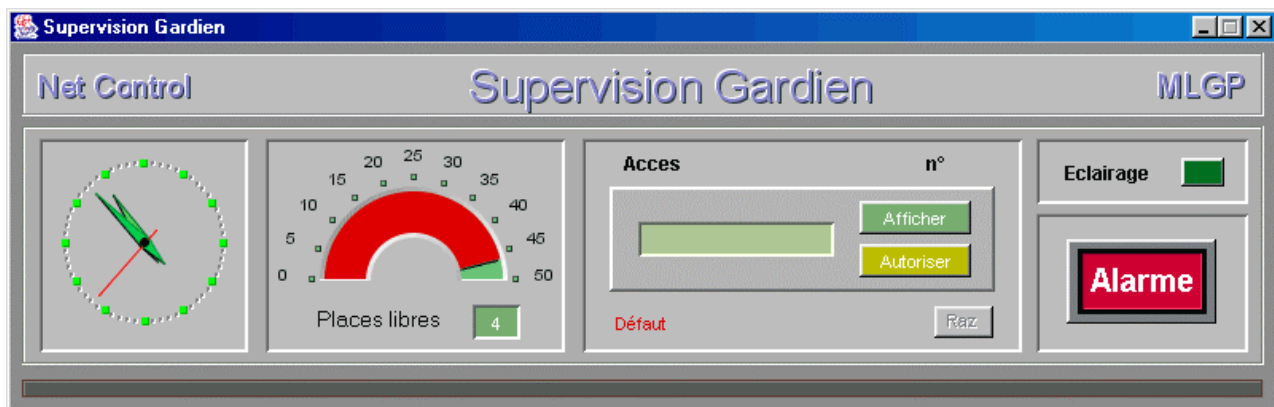 Supervision Gardien
Net Control Supervision Gardien MLGP
0 5 10 15 20 25 30 35 40 45 50
Places libres 4
Acces n°
Afficher
Autoriser
Défaut Raz
Eclairage
Alarme